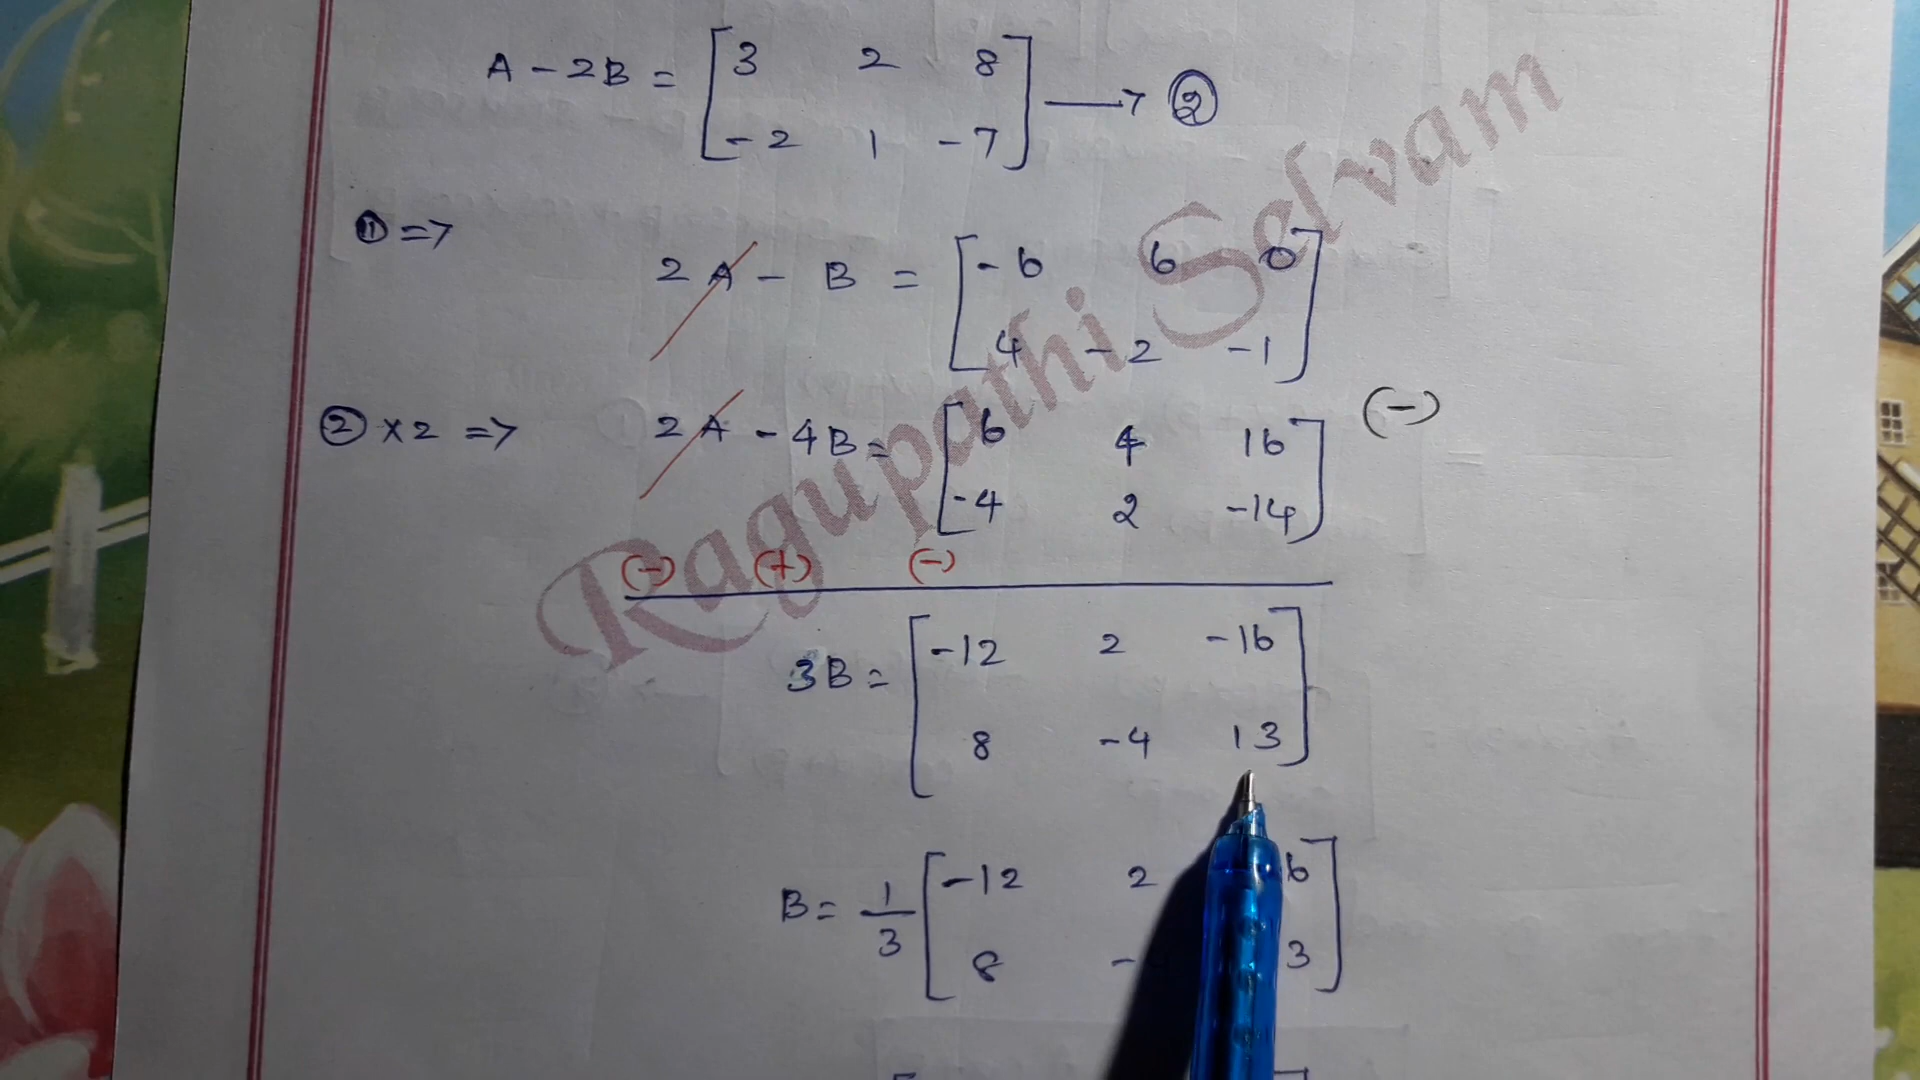 A - 2B = [3 2 8
-2 1 -7] → ②
① =>
2A - B = [-6 6 0
4 -2 -1]
② x 2 => 2A - 4B = [6 4 16
-4 2 -14] (-)
(-) (+) (-)
3B = [-12 2 -16
8 -4 13]
B = 1/3 [-12 2 6
8 - 3]
Ragupathi Selvam